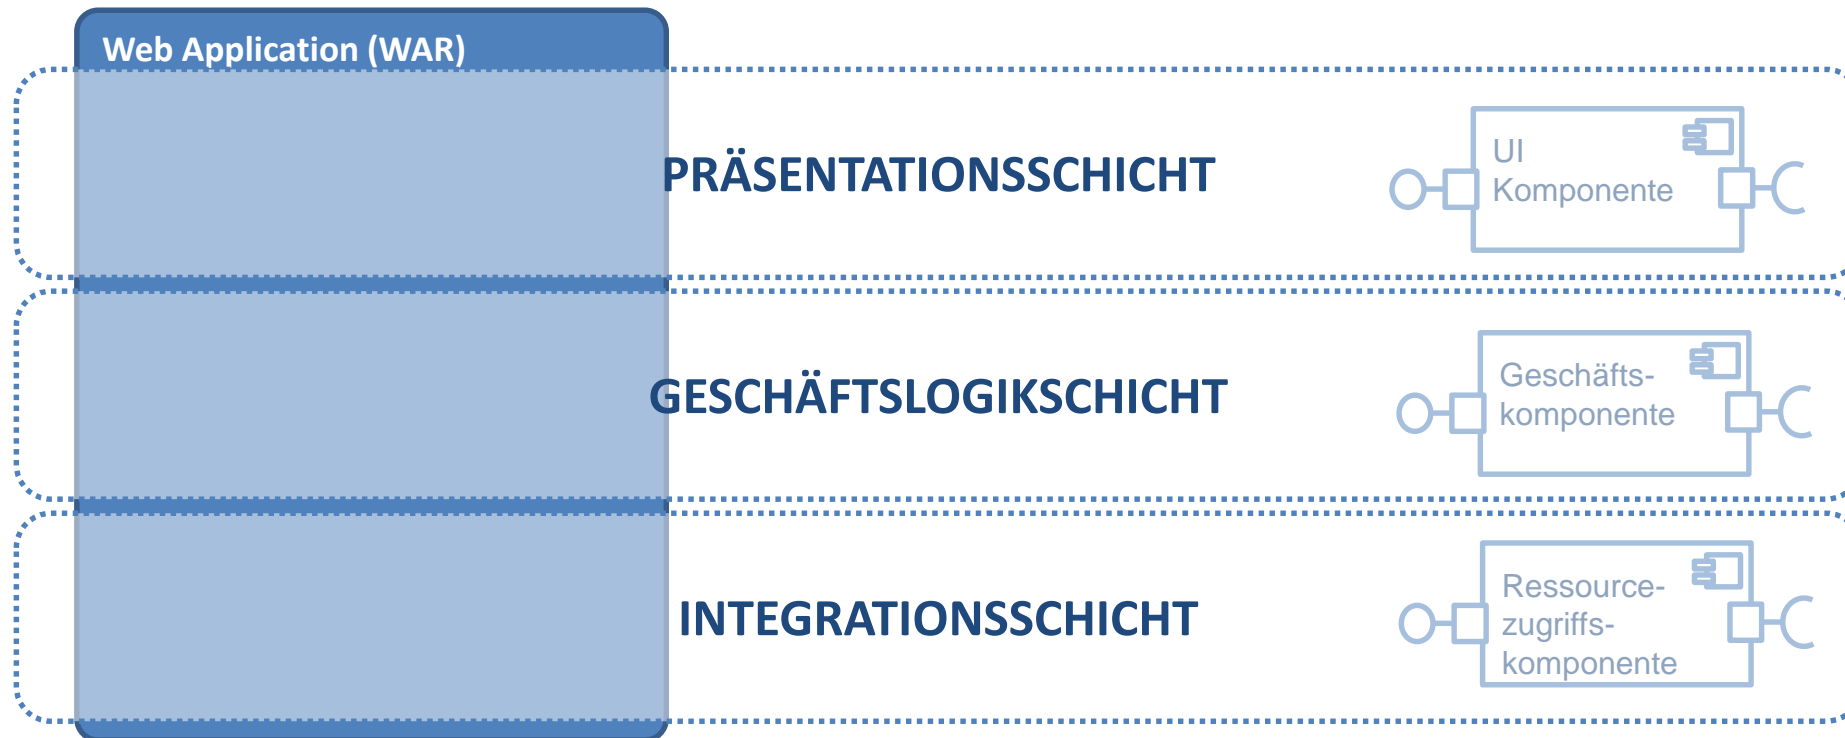 Web Application (WAR)
PRÄSENTATIONSSCHICHT
UI
Komponente
GESCHÄFTSLOGIKSCHICHT
Geschäfts-
komponente
INTEGRATIONSSCHICHT
Ressource-
zugriffs-
komponente